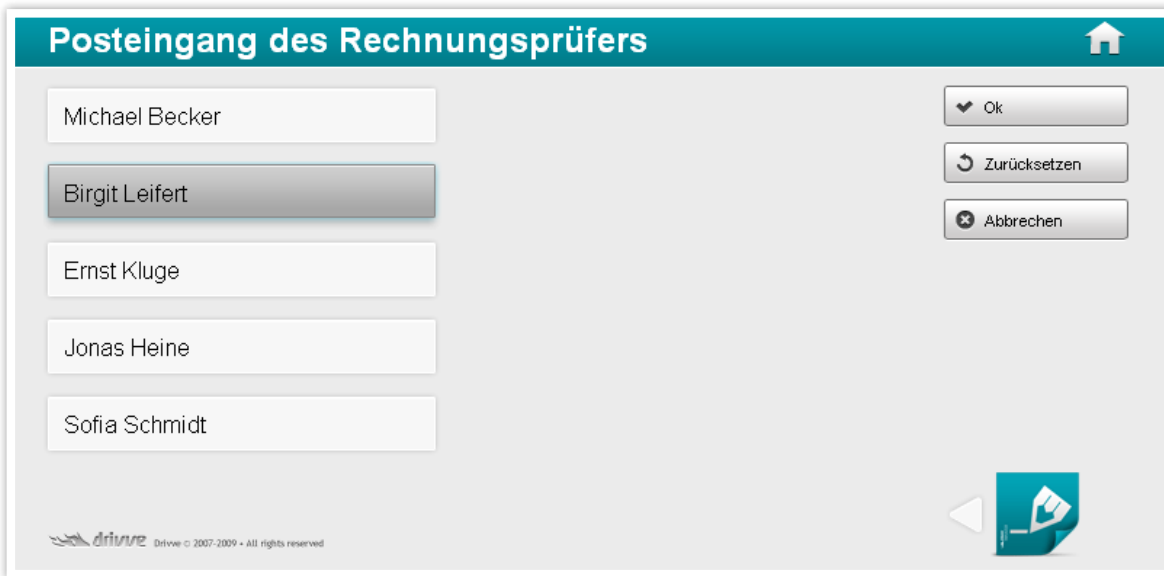 Posteingang des Rechnungsprüfers
Michael Becker
Birgit Leifert
Ernst Kluge
Jonas Heine
Sofia Schmidt
Ok
Zurücksetzen
Abbrechen
drivve Drivve © 2007-2009 • All rights reserved